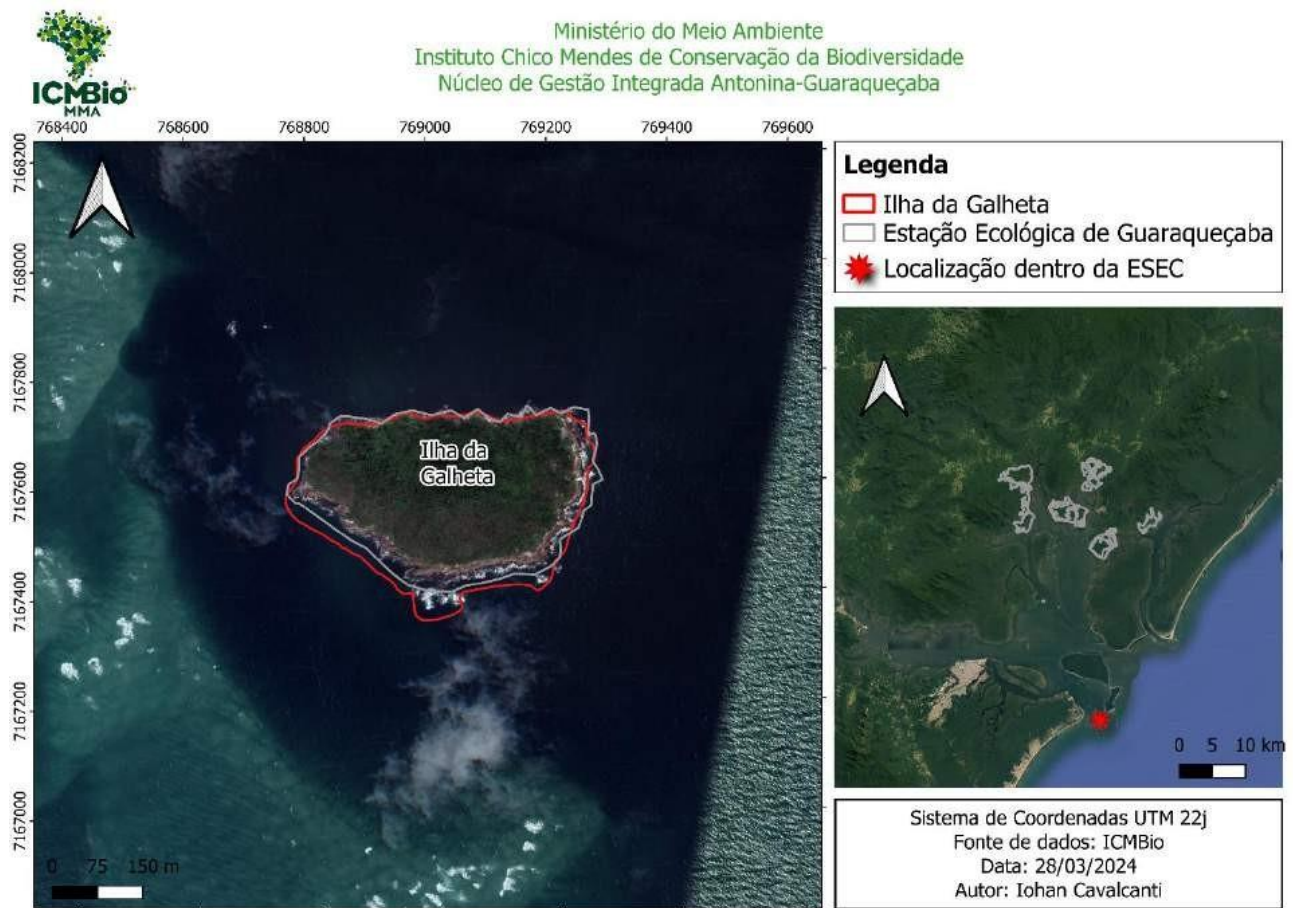 ICMBio
MMA
Ministério do Meio Ambiente
Instituto Chico Mendes de Conservação da Biodiversidade
Núcleo de Gestão Integrada Antonina-Guaraqueçaba
768400 768600 768800 769000 769200 769400 769600
7168200
7168000
7167800
7167600
7167400
7167200
7167000
Ilha da
Galheta
0 75 150 m
Legenda
Ilha da Galheta
Estação Ecológica de Guaraqueçaba
Localização dentro da ESEC
0 5 10 km
Sistema de Coordenadas UTM 22j
Fonte de dados: ICMBio
Data: 28/03/2024
Autor: Iohan Cavalcanti